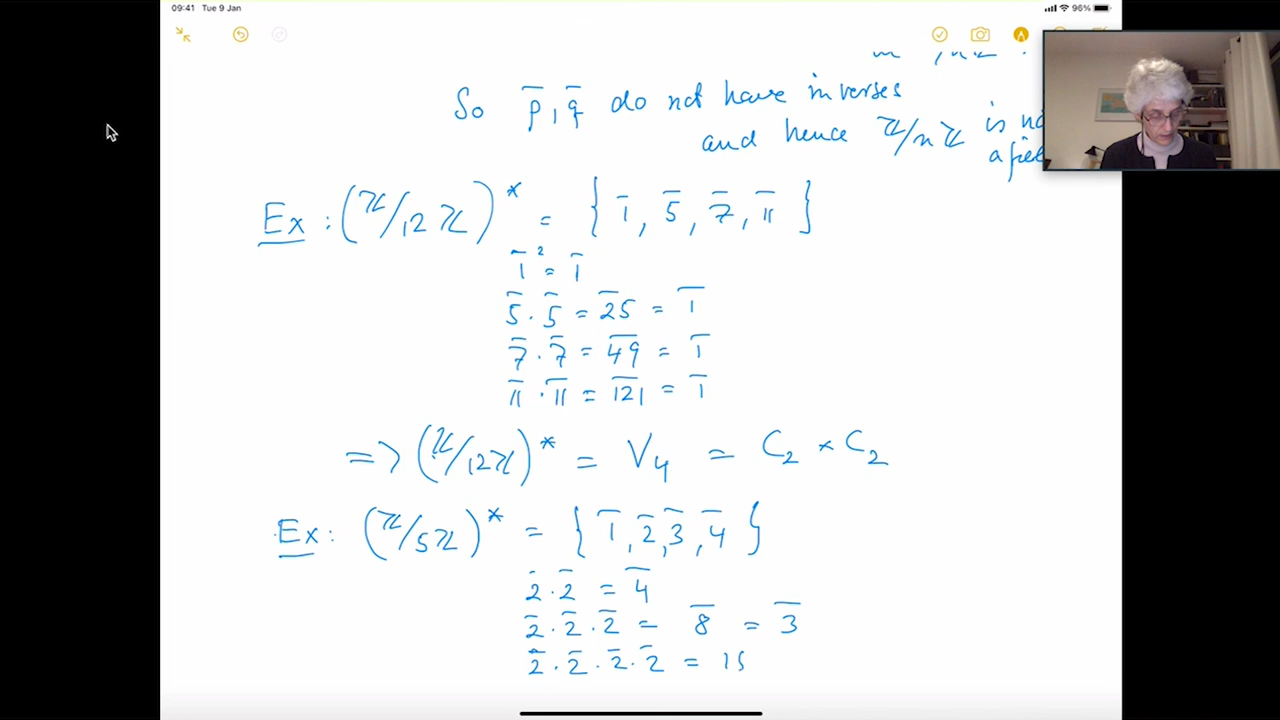 09:41 Tue 9 Jan
96%
So p̅, q̅ do not have inverses
and hence ℤ/nℤ is
Ex: (ℤ/12ℤ)* = { 1̅, 5̅, 7̅, 1̅1̅ }
1̅² = 1̅
5̅ · 5̅ = 2̅5̅ = 1̅
7̅ · 7̅ = 4̅9̅ = 1̅
1̅1̅ · 1̅1̅ = 1̅2̅1̅ = 1̅
=> (ℤ/12ℤ)* = V₄ = C₂ × C₂
Ex: (ℤ/5ℤ)* = { 1̅, 2̅, 3̅, 4̅ }
2̅ · 2̅ = 4̅
2̅ · 2̅ · 2̅ = 8̅ = 3̅
2̅ · 2̅ · 2̅ · 2̅ =